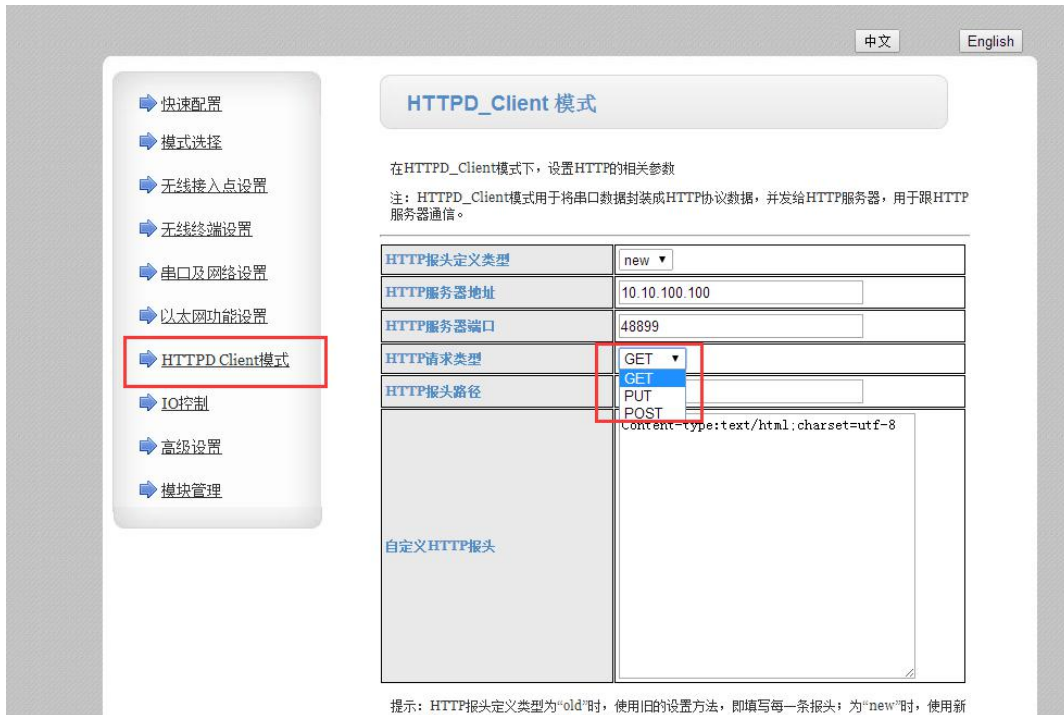 中文
English
快速配置
模式选择
无线接入点设置
无线终端设置
串口及网络设置
以太网功能设置
HTTPD Client模式
IO控制
高级设置
模块管理
HTTPD_Client 模式
在HTTPD_Client模式下，设置HTTP的相关参数
注：HTTPD_Client模式用于将串口数据封装成HTTP协议数据，并发给HTTP服务器，用于跟HTTP
服务器通信。
HTTP报头定义类型
new
HTTP服务器地址
10.10.100.100
HTTP服务器端口
48899
HTTP请求类型
GET
GET
PUT
POST
HTTP报头路径
自定义HTTP报头
Content-type:text/html;charset=utf-8
提示：HTTP报头定义类型为“old”时，使用旧的设置方法，即填写每一条报头；为“new”时，使用新